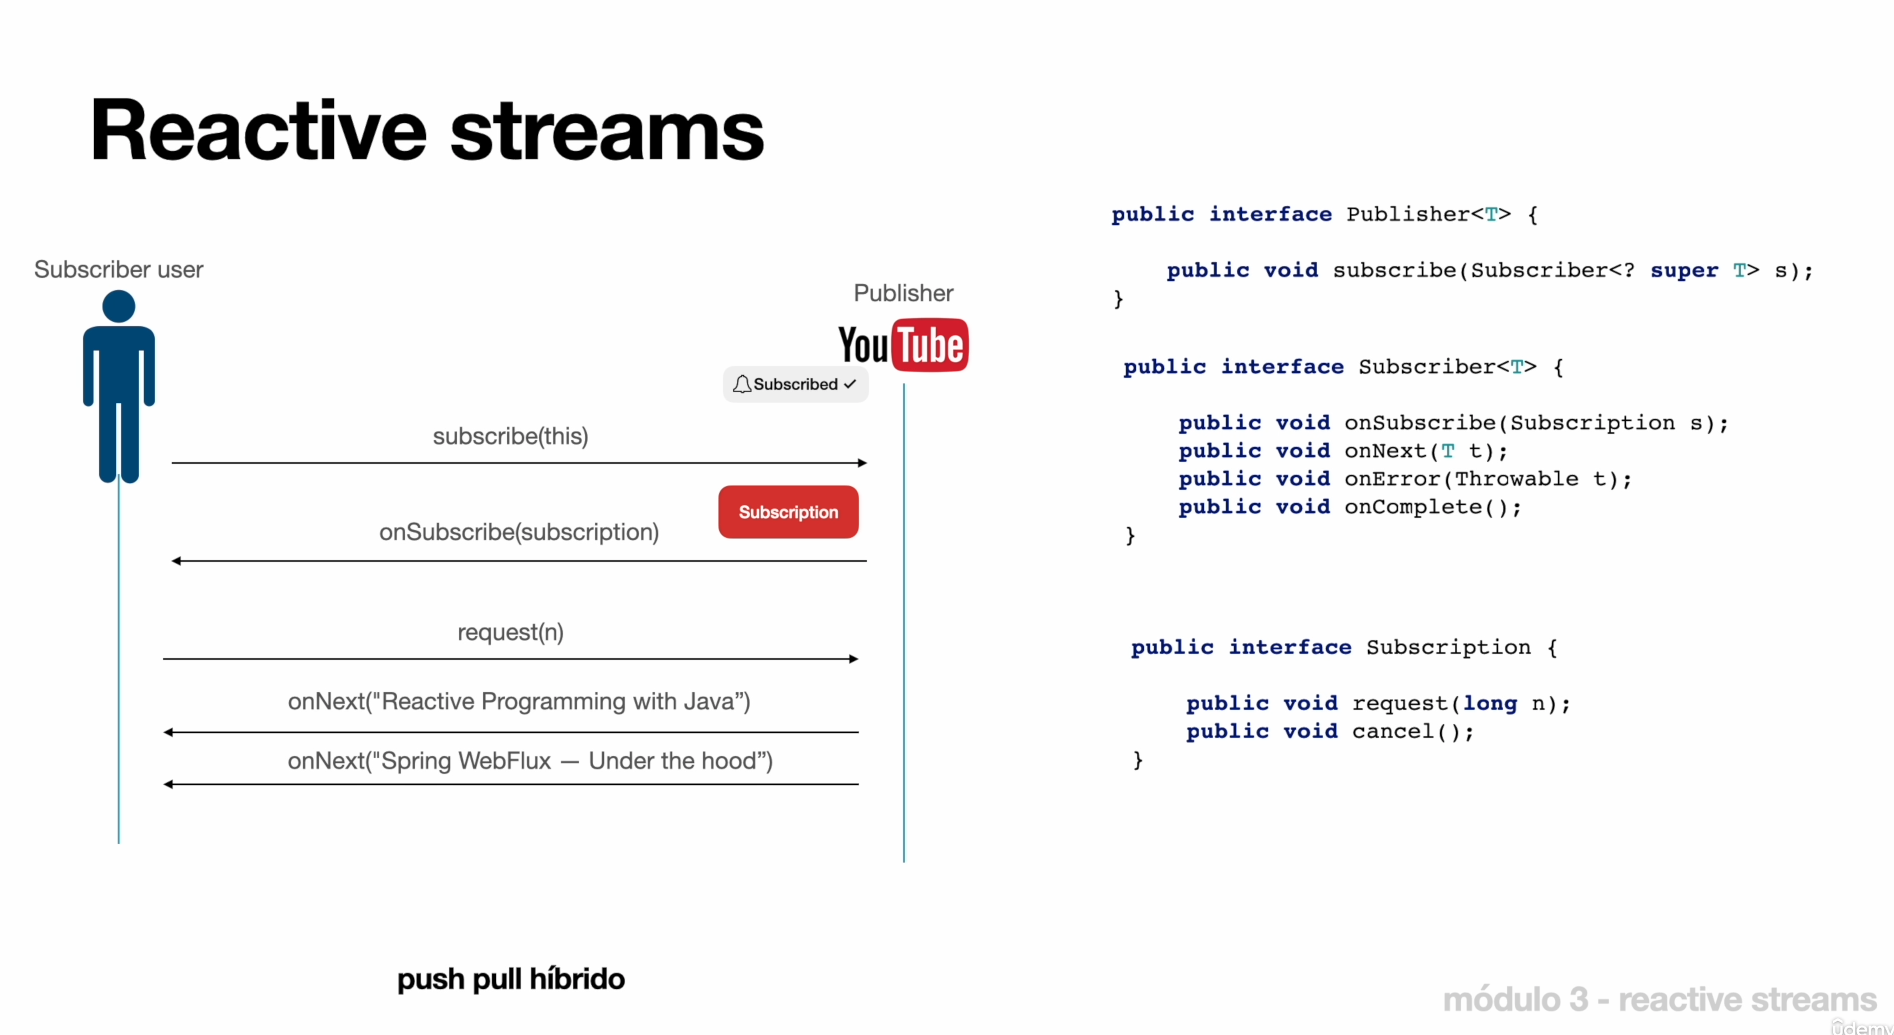 Reactive streams
Subscriber user
Publisher
YouTube
Subscribed ✓
subscribe(this)
Subscription
onSubscribe(subscription)
request(n)
onNext("Reactive Programming with Java”)
onNext("Spring WebFlux — Under the hood”)
push pull híbrido
public interface Publisher<T> {
public void subscribe(Subscriber<? super T> s);
}
public interface Subscriber<T> {
public void onSubscribe(Subscription s);
public void onNext(T t);
public void onError(Throwable t);
public void onComplete();
}
public interface Subscription {
public void request(long n);
public void cancel();
}
módulo 3 - reactive streams
ûdemy